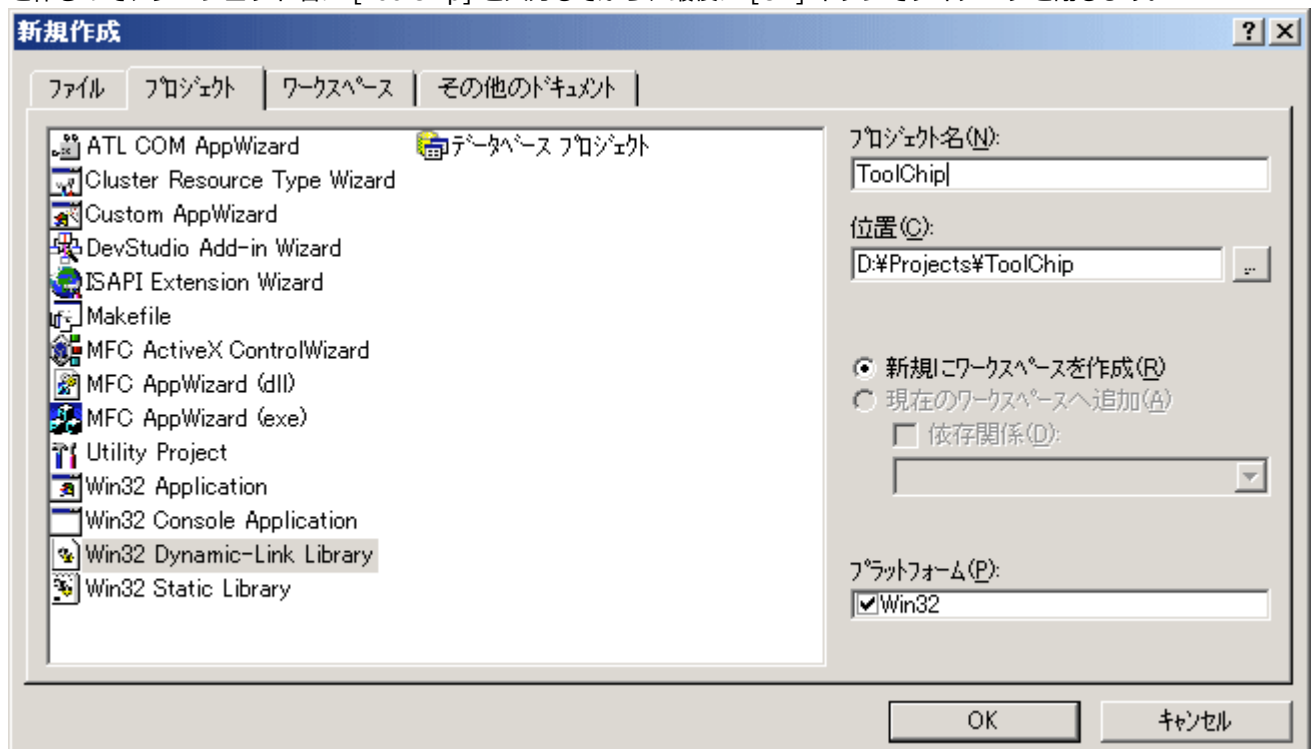 新規作成
ファイル プロジェクト ワークスペース その他のドキュメント
ATL COM AppWizard
Cluster Resource Type Wizard
Custom AppWizard
DevStudio Add-in Wizard
ISAPI Extension Wizard
Makefile
MFC ActiveX ControlWizard
MFC AppWizard (dll)
MFC AppWizard (exe)
Utility Project
Win32 Application
Win32 Console Application
Win32 Dynamic-Link Library
Win32 Static Library
データベース プロジェクト
プロジェクト名(N):
ToolChip
位置(C):
D:¥Projects¥ToolChip
...
新規にワークスペースを作成(R)
現在のワークスペースへ追加(A)
依存関係(D):
プラットフォーム(P):
Win32
OK キャンセル